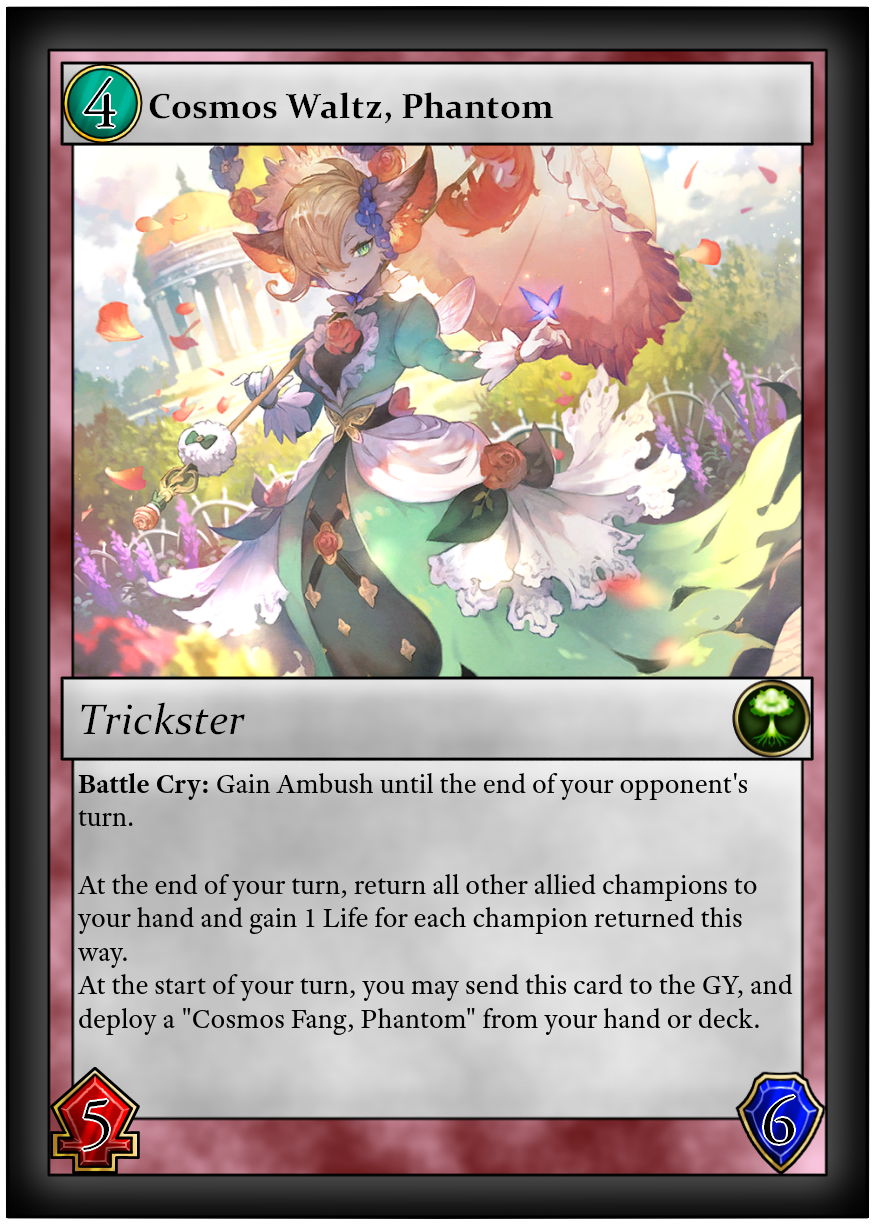 4 Cosmos Waltz, Phantom
Trickster
Battle Cry: Gain Ambush until the end of your opponent's
turn.
At the end of your turn, return all other allied champions to
your hand and gain 1 Life for each champion returned this
way.
At the start of your turn, you may send this card to the GY, and
deploy a "Cosmos Fang, Phantom" from your hand or deck.
5
6